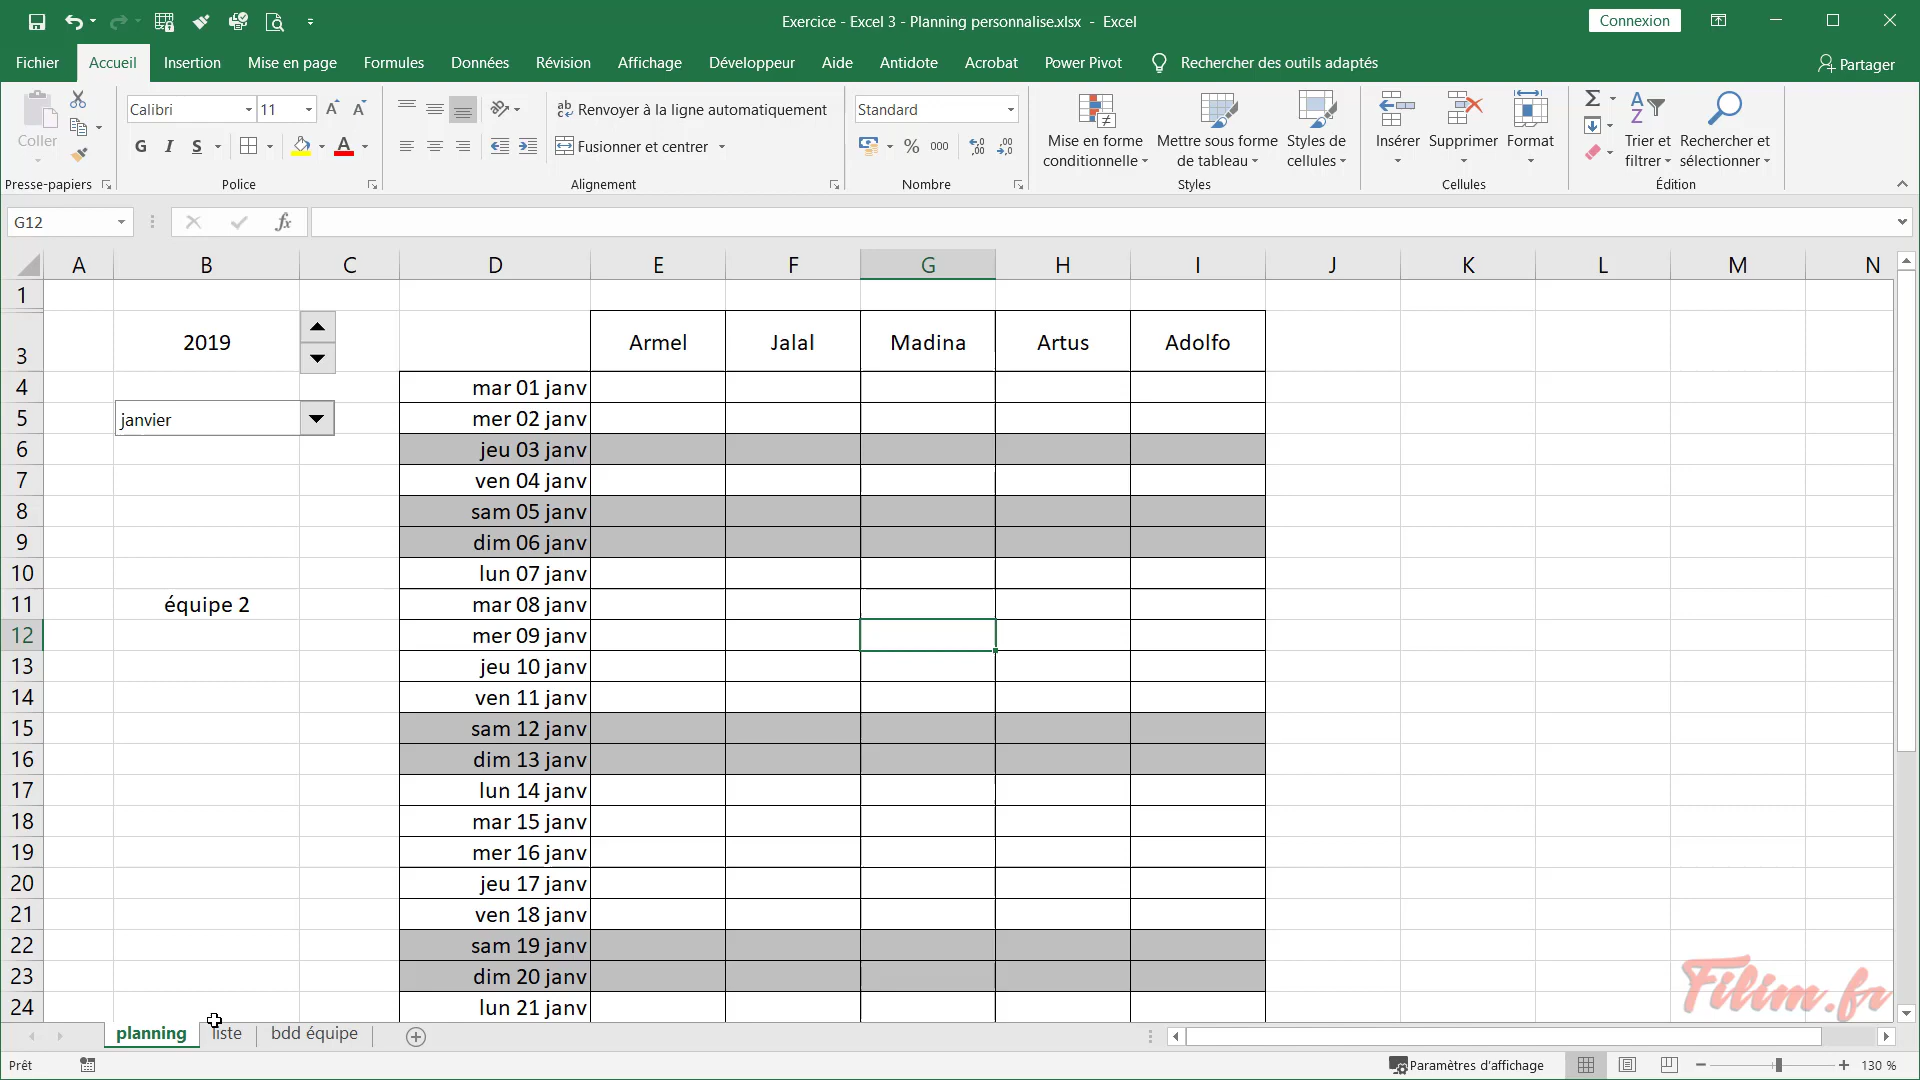 Exercice - Excel 3 - Planning personnalise.xlsx - Excel
Connexion
Fichier Accueil Insertion Mise en page Formules Données Révision Affichage Développeur Aide Antidote Acrobat Power Pivot Rechercher des outils adaptés Partager
Coller
Calibri 11
Renvoyer à la ligne automatiquement
Standard
G I S
Fusionner et centrer
% 000
Mise en forme conditionnelle
Mettre sous forme de tableau
Styles de cellules
Insérer Supprimer Format
Trier et filtrer
Rechercher et sélectionner
Presse-papiers Police Alignement Nombre Styles Cellules Édition
G12 fx
A B C D E F G H I J K L M N
1
3 2019 Armel Jalal Madina Artus Adolfo
4 mar 01 janv
5 janvier mer 02 janv
6 jeu 03 janv
7 ven 04 janv
8 sam 05 janv
9 dim 06 janv
10 lun 07 janv
11 équipe 2 mar 08 janv
12 mer 09 janv
13 jeu 10 janv
14 ven 11 janv
15 sam 12 janv
16 dim 13 janv
17 lun 14 janv
18 mar 15 janv
19 mer 16 janv
20 jeu 17 janv
21 ven 18 janv
22 sam 19 janv
23 dim 20 janv
24 lun 21 janv
Filim.fr
planning liste bdd équipe
Prêt Paramètres d'affichage 130 %